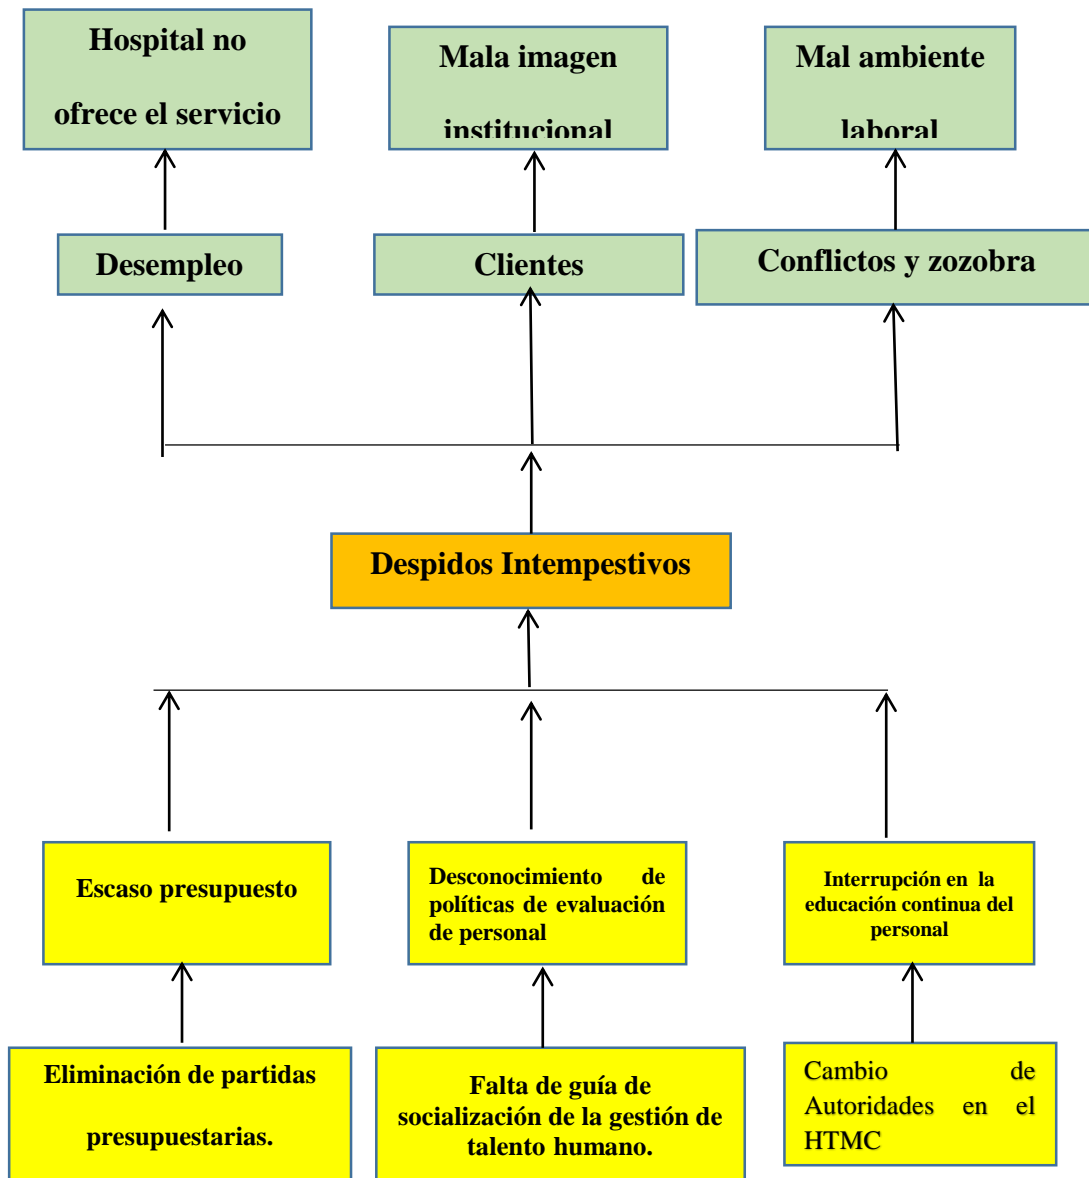 Hospital no
ofrece el servicio
Mala imagen
institucional
Mal ambiente
laboral
Desempleo
Clientes
Conflictos y zozobra
Despidos Intempestivos
Escaso presupuesto
Desconocimiento de
políticas de evaluación
de personal
Interrupción en la
educación continua del
personal
Eliminación de partidas
presupuestarias.
Falta de guía de
socialización de la gestión de
talento humano.
Cambio de
Autoridades en el
HTMC